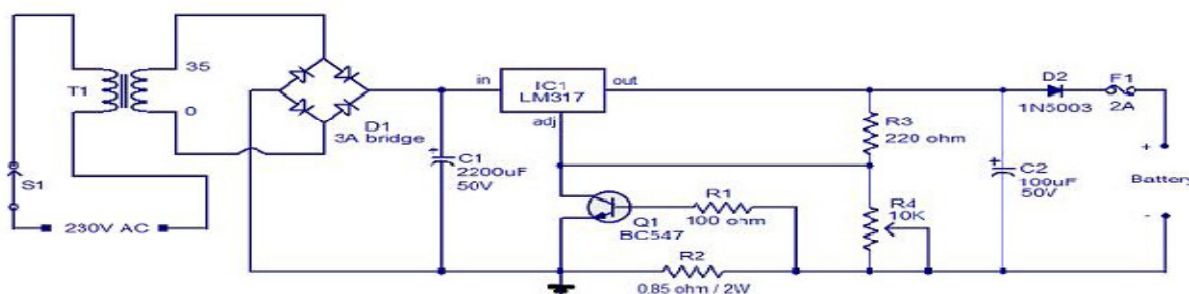 35
T1
0
S1
230V AC
D1
3A bridge
in
IC1
LM317
out
adj
+
C1
2200uF
50V
Q1
BC547
R1
100 ohm
R2
0.85 ohm / 2W
R3
220 ohm
R4
10K
+
C2
100uF
50V
D2
1N5003
F1
2A
+
Battery
-